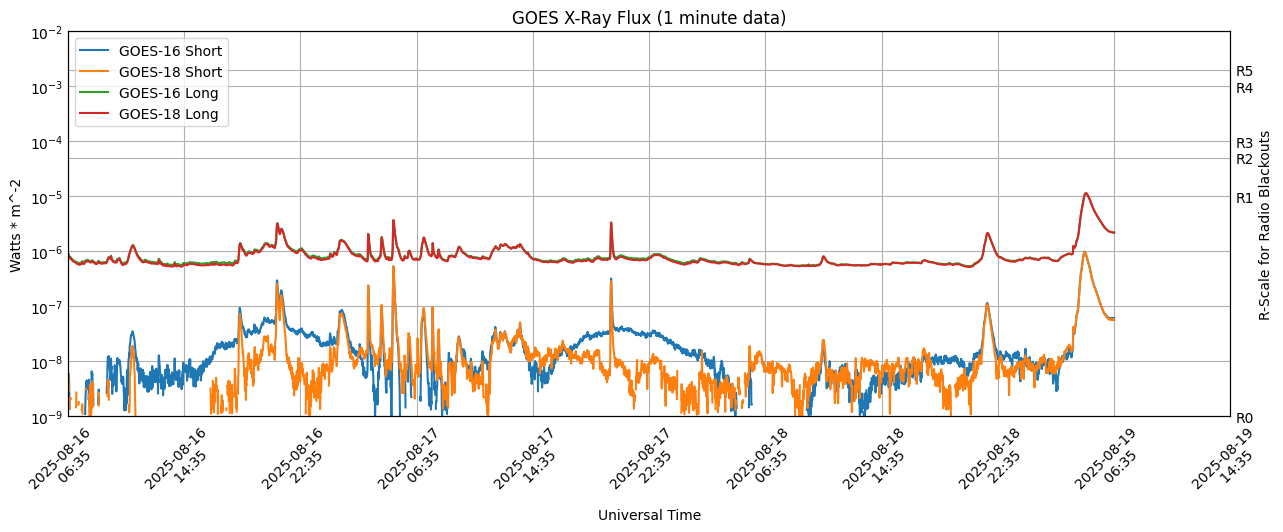 GOES X-Ray Flux (1 minute data)
GOES-16 Short
GOES-18 Short
GOES-16 Long
GOES-18 Long
10^-2
10^-3
10^-4
10^-5
10^-6
10^-7
10^-8
10^-9
Watts * m^-2
R5
R4
R3
R2
R1
R0
R-Scale for Radio Blackouts
2025-08-16
06:35
2025-08-16
14:35
2025-08-16
22:35
2025-08-17
06:35
2025-08-17
14:35
2025-08-17
22:35
2025-08-18
06:35
2025-08-18
14:35
2025-08-18
22:35
2025-08-19
06:35
2025-08-19
14:35
Universal Time